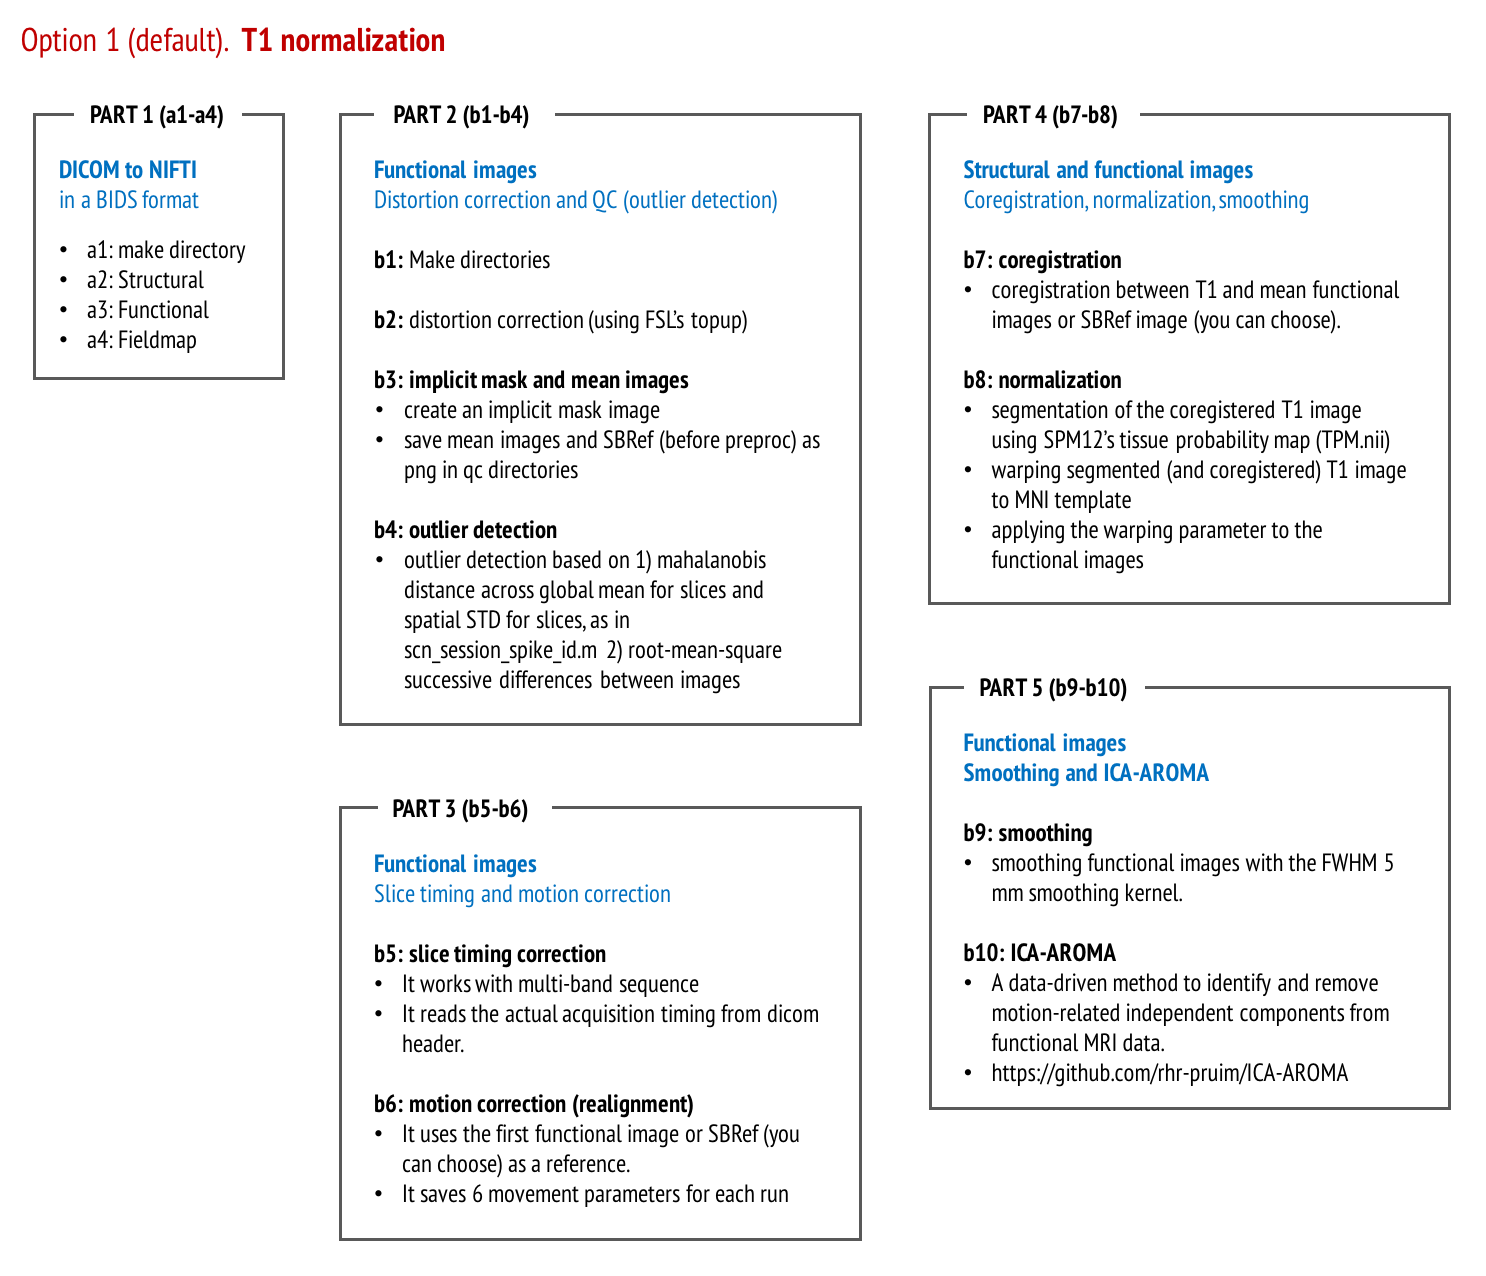 Option 1 (default). T1 normalization
PART 1 (a1-a4)
DICOM to NIFTI
in a BIDS format
• a1: make directory
• a2: Structural
• a3: Functional
• a4: Fieldmap
PART 2 (b1-b4)
Functional images
Distortion correction and QC (outlier detection)
b1: Make directories
b2: distortion correction (using FSL's topup)
b3: implicit mask and mean images
• create an implicit mask image
• save mean images and SBRef (before preproc) as
png in qc directories
b4: outlier detection
• outlier detection based on 1) mahalanobis
distance across global mean for slices and
spatial STD for slices, as in
scn_session_spike_id.m 2) root-mean-square
successive differences between images
PART 3 (b5-b6)
Functional images
Slice timing and motion correction
b5: slice timing correction
• It works with multi-band sequence
• It reads the actual acquisition timing from dicom
header.
b6: motion correction (realignment)
• It uses the first functional image or SBRef (you
can choose) as a reference.
• It saves 6 movement parameters for each run
PART 4 (b7-b8)
Structural and functional images
Coregistration, normalization, smoothing
b7: coregistration
• coregistration between T1 and mean functional
images or SBRef image (you can choose).
b8: normalization
• segmentation of the coregistered T1 image
using SPM12's tissue probability map (TPM.nii)
• warping segmented (and coregistered) T1 image
to MNI template
• applying the warping parameter to the
functional images
PART 5 (b9-b10)
Functional images
Smoothing and ICA-AROMA
b9: smoothing
• smoothing functional images with the FWHM 5
mm smoothing kernel.
b10: ICA-AROMA
• A data-driven method to identify and remove
motion-related independent components from
functional MRI data.
• https://github.com/rhr-pruim/ICA-AROMA